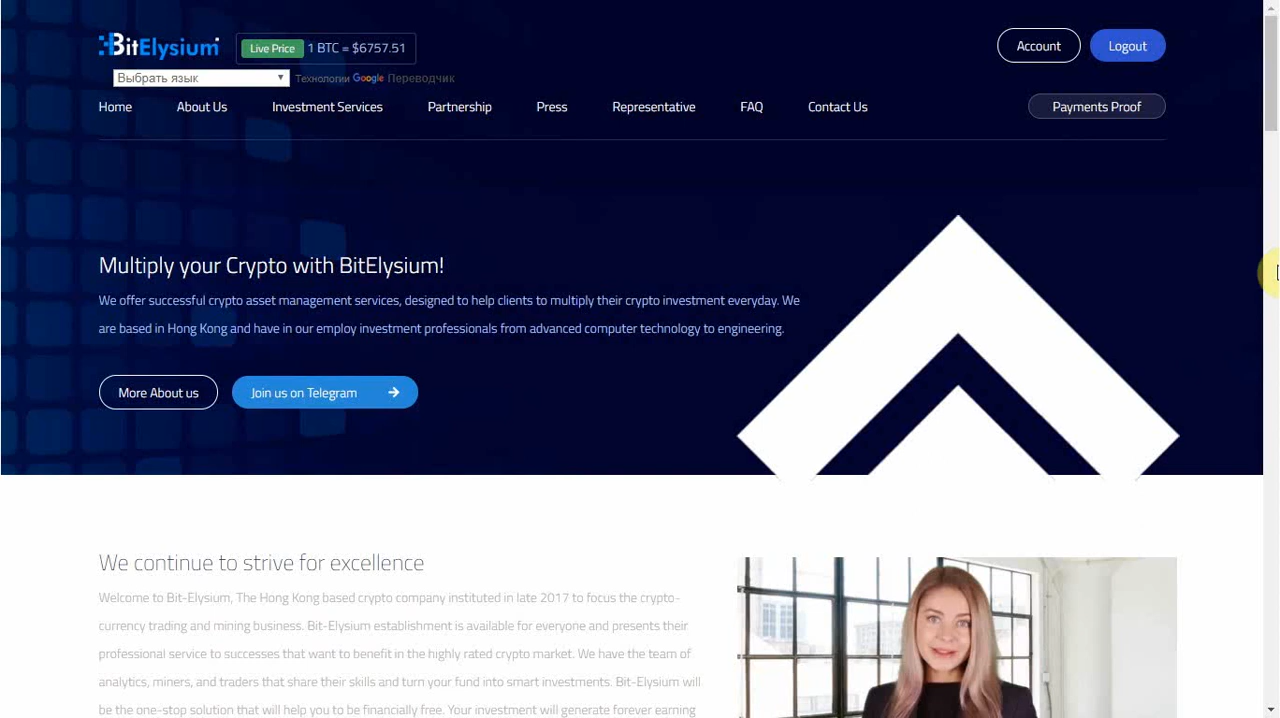 BitElysium
Live Price 1 BTC = $6757.51
Account
Logout
Выбрать язык
Технологии Google Переводчик
Home
About Us
Investment Services
Partnership
Press
Representative
FAQ
Contact Us
Payments Proof
Multiply your Crypto with BitElysium!
We offer successful crypto asset management services, designed to help clients to multiply their crypto investment everyday. We
are based in Hong Kong and have in our employ investment professionals from advanced computer technology to engineering.
More About us
Join us on Telegram
We continue to strive for excellence
Welcome to Bit-Elysium, The Hong Kong based crypto company instituted in late 2017 to focus the crypto-
currency trading and mining business. Bit-Elysium establishment is available for everyone and presents their
professional service to successes that want to benefit in the highly rated crypto market. We have the team of
analytics, miners, and traders that share their skills and turn your fund into smart investments. Bit-Elysium will
be the one-stop solution that will help you to be financially free. Your investment will generate forever earning